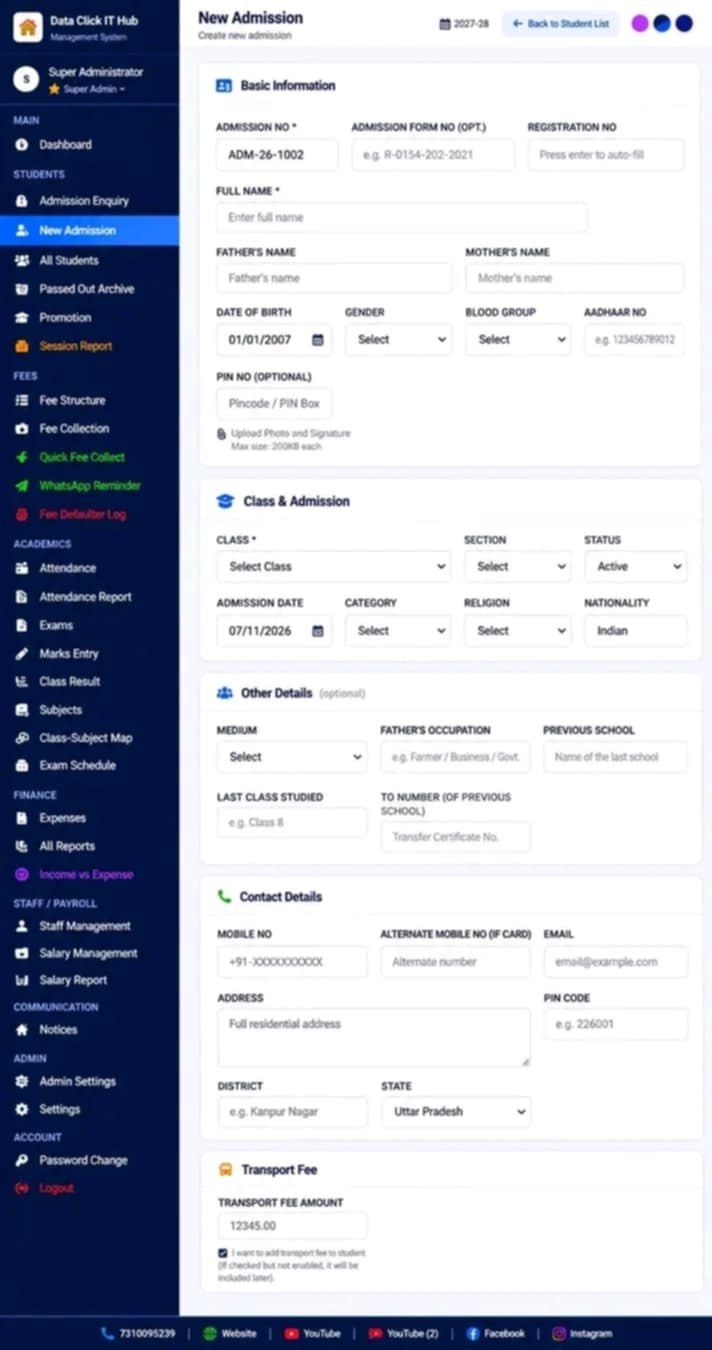 Data Click IT Hub
Management System
S
Super Administrator
Super Admin
MAIN
Dashboard
STUDENTS
Admission Enquiry
New Admission
All Students
Passed Out Archive
Promotion
Session Report
FEES
Fee Structure
Fee Collection
Quick Fee Collect
WhatsApp Reminder
Fee Defaulter Log
ACADEMICS
Attendance
Attendance Report
Exams
Marks Entry
Class Result
Subjects
Class-Subject Map
Exam Schedule
FINANCE
Expenses
All Reports
Income vs Expense
STAFF / PAYROLL
Staff Management
Salary Management
Salary Report
COMMUNICATION
Notices
ADMIN
Admin Settings
Settings
ACCOUNT
Password Change
Logout
New Admission
Create new admission
2027-28
← Back to Student List
Basic Information
ADMISSION NO * ADMISSION FORM NO (OPT.) REGISTRATION NO
ADM-26-1002 e.g. R-0154-202-2021 Press enter to auto-fill
FULL NAME *
Enter full name
FATHER'S NAME MOTHER'S NAME
Father's name Mother's name
DATE OF BIRTH GENDER BLOOD GROUP AADHAAR NO
01/01/2007 Select Select e.g. 123456789012
PIN NO (OPTIONAL)
Pincode / PIN Box
Upload Photo and Signature
Max size: 200KB each
Class & Admission
CLASS * SECTION STATUS
Select Class Select Active
ADMISSION DATE CATEGORY RELIGION NATIONALITY
07/11/2026 Select Select Indian
Other Details (optional)
MEDIUM FATHER'S OCCUPATION PREVIOUS SCHOOL
Select e.g. Farmer / Business / Govt. Name of the last school
LAST CLASS STUDIED TO NUMBER (OF PREVIOUS
SCHOOL)
e.g. Class 8 Transfer Certificate No.
Contact Details
MOBILE NO ALTERNATE MOBILE NO (IF CARD) EMAIL
+91-XXXXXXXXXX Alternate number email@example.com
ADDRESS PIN CODE
Full residential address e.g. 226001
DISTRICT STATE
e.g. Kanpur Nagar Uttar Pradesh
Transport Fee
TRANSPORT FEE AMOUNT
12345.00
I want to add transport fee to student
(If checked but not enabled, it will be
included later).
7310095239 | Website | YouTube | YouTube (2) | Facebook | Instagram